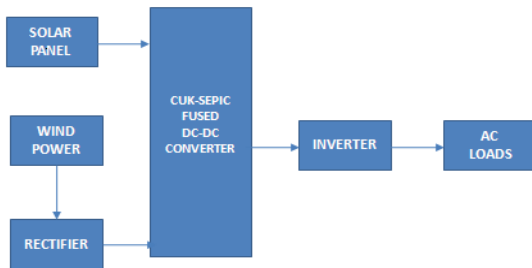 SOLAR
PANEL
WIND
POWER
RECTIFIER
CUK-SEPIC
FUSED
DC-DC
CONVERTER
INVERTER
AC
LOADS